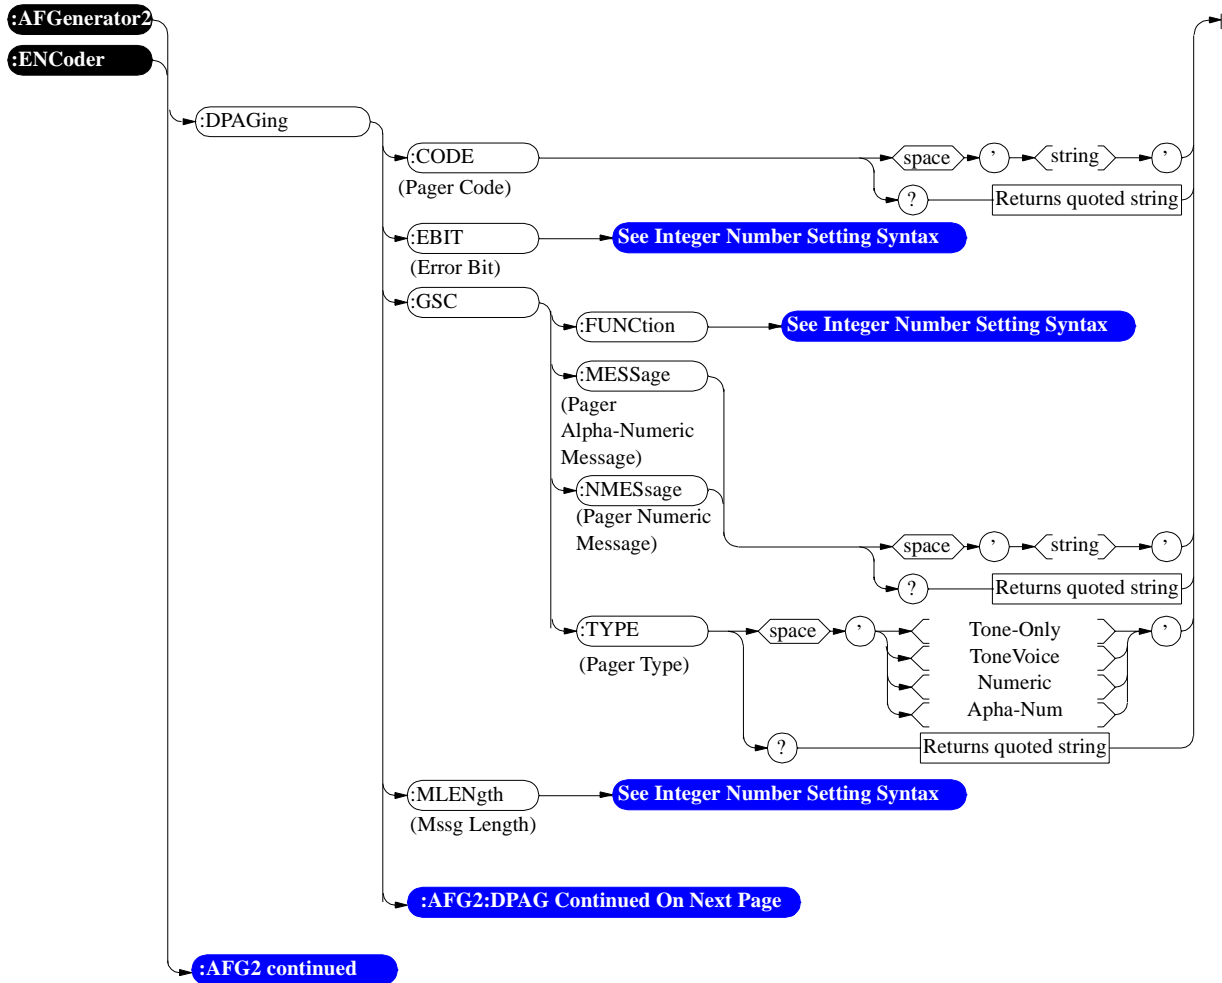 :AFGenerator2
:ENCoder
:DPAGing
:CODE
(Pager Code)
space ’ string ’
? Returns quoted string
:EBIT
(Error Bit)
See Integer Number Setting Syntax
:GSC
:FUNCtion
See Integer Number Setting Syntax
:MESSage
(Pager
Alpha-Numeric
Message)
:NMESsage
(Pager Numeric
Message)
space ’ string ’
? Returns quoted string
:TYPE
(Pager Type)
space ’ Tone-Only ’
ToneVoice
Numeric
Apha-Num
? Returns quoted string
:MLENgth
(Mssg Length)
See Integer Number Setting Syntax
:AFG2:DPAG Continued On Next Page
:AFG2 continued